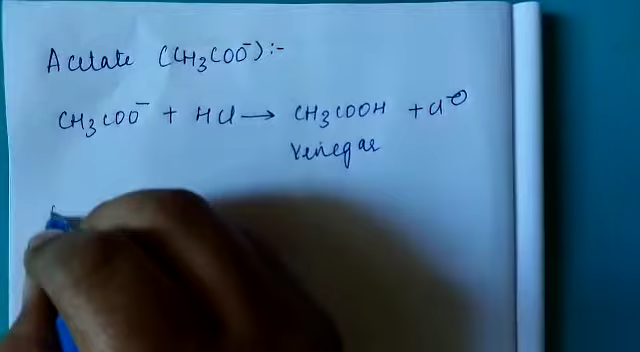 Acetate (CH₃COO⁻):-
CH₃COO⁻ + HCl → CH₃COOH + Cl⊖
Vinegar